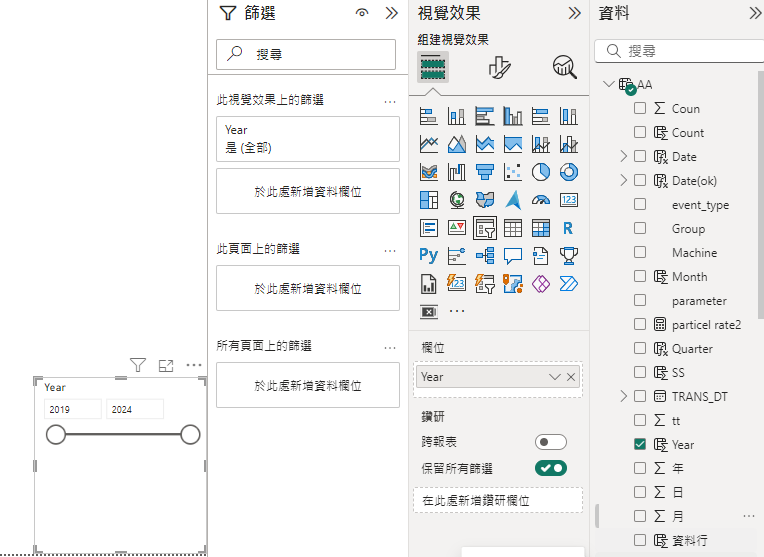 篩選
搜尋
此視覺效果上的篩選
...
Year
是 (全部)
於此處新增資料欄位
此頁面上的篩選
...
於此處新增資料欄位
所有頁面上的篩選
...
於此處新增資料欄位
Year
2019
2024
視覺效果
組建視覺效果
123
R
Py
123
...
欄位
Year
鑽研
跨報表
保留所有篩選
在此處新增鑽研欄位
資料
搜尋
AA
Coun
Count
Date
Date(ok)
event_type
Group
Machine
Month
parameter
particel rate2
Quarter
SS
TRANS_DT
tt
Year
年
日
月
...
資料行